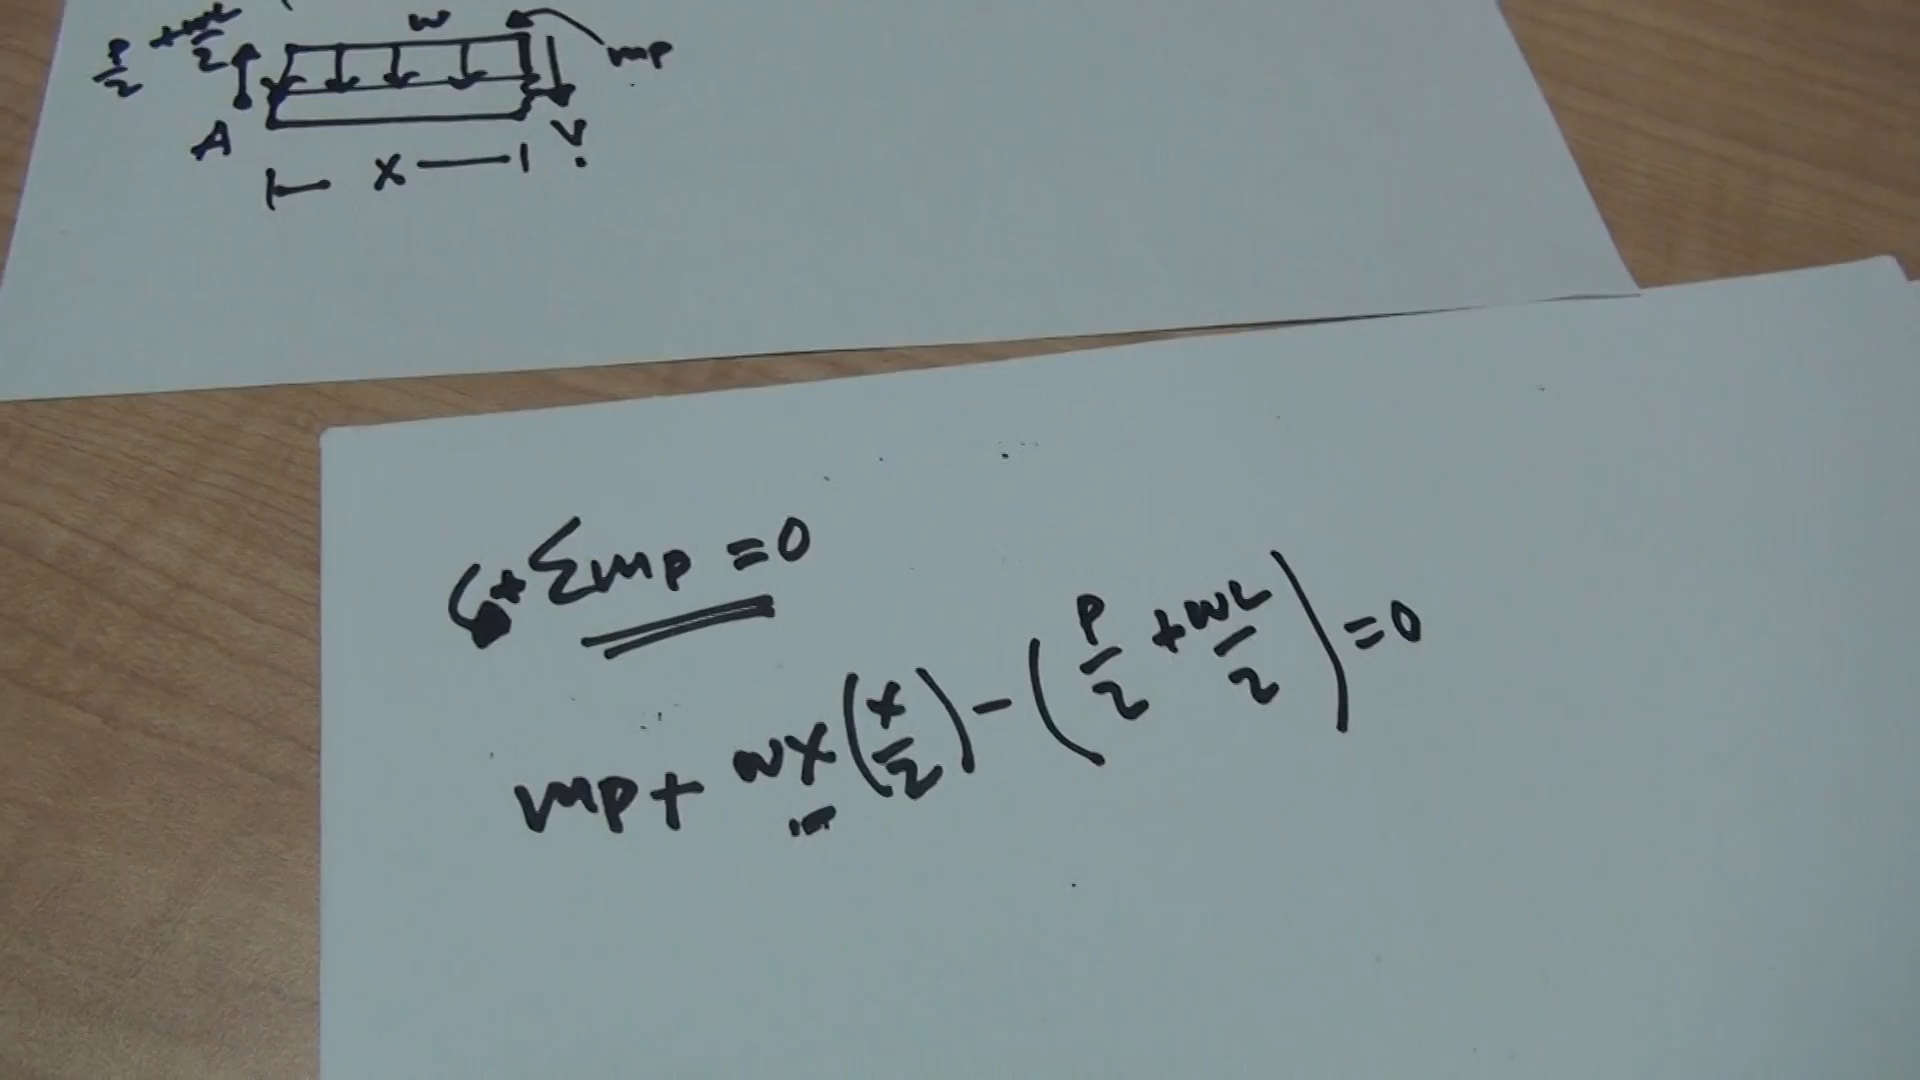 P/2 + wL/2
w
mp
A
V
x
↶+ Σmp = 0
mp + wx(x/2) - (P/2 + wL/2) = 0